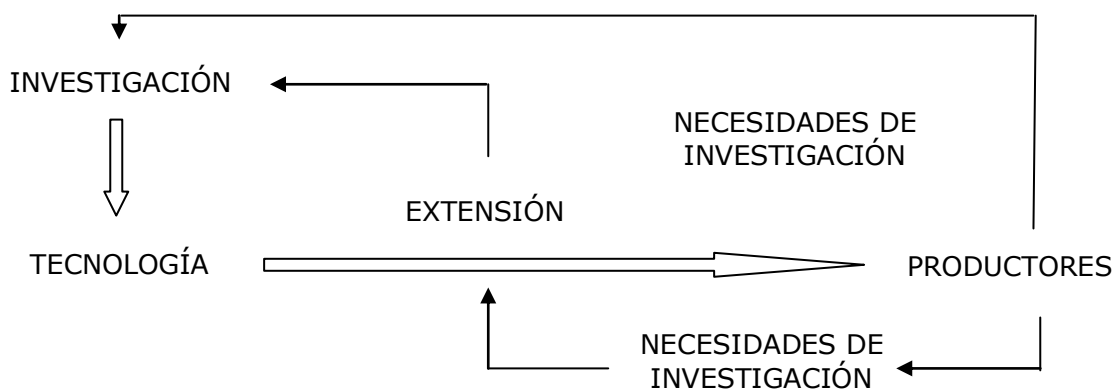 INVESTIGACIÓN
NECESIDADES DE
INVESTIGACIÓN
EXTENSIÓN
TECNOLOGÍA
PRODUCTORES
NECESIDADES DE
INVESTIGACIÓN